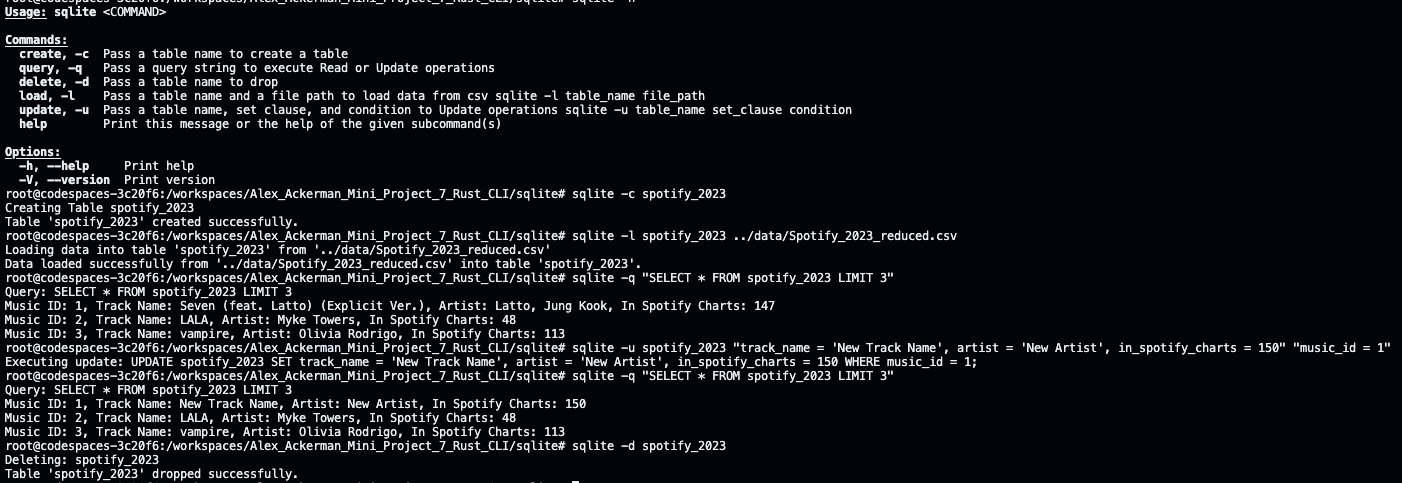 root@codespaces-3c20f6:/workspaces/Alex_Ackerman_Mini_Project_7_Rust_CLI/sqlite# sqlite -h
Usage: sqlite <COMMAND>
Commands:
create, -c  Pass a table name to create a table
query, -q   Pass a query string to execute Read or Update operations
delete, -d  Pass a table name to drop
load, -l    Pass a table name and a file path to load data from csv sqlite -l table_name file_path
update, -u  Pass a table name, set clause, and condition to Update operations sqlite -u table_name set_clause condition
help        Print this message or the help of the given subcommand(s)
Options:
-h, --help     Print help
-V, --version  Print version
root@codespaces-3c20f6:/workspaces/Alex_Ackerman_Mini_Project_7_Rust_CLI/sqlite# sqlite -c spotify_2023
Creating Table spotify_2023
Table 'spotify_2023' created successfully.
root@codespaces-3c20f6:/workspaces/Alex_Ackerman_Mini_Project_7_Rust_CLI/sqlite# sqlite -l spotify_2023 ../data/Spotify_2023_reduced.csv
Loading data into table 'spotify_2023' from '../data/Spotify_2023_reduced.csv'
Data loaded successfully from '../data/Spotify_2023_reduced.csv' into table 'spotify_2023'.
root@codespaces-3c20f6:/workspaces/Alex_Ackerman_Mini_Project_7_Rust_CLI/sqlite# sqlite -q "SELECT * FROM spotify_2023 LIMIT 3"
Query: SELECT * FROM spotify_2023 LIMIT 3
Music ID: 1, Track Name: Seven (feat. Latto) (Explicit Ver.), Artist: Latto, Jung Kook, In Spotify Charts: 147
Music ID: 2, Track Name: LALA, Artist: Myke Towers, In Spotify Charts: 48
Music ID: 3, Track Name: vampire, Artist: Olivia Rodrigo, In Spotify Charts: 113
root@codespaces-3c20f6:/workspaces/Alex_Ackerman_Mini_Project_7_Rust_CLI/sqlite# sqlite -u spotify_2023 "track_name = 'New Track Name', artist = 'New Artist', in_spotify_charts = 150" "music_id = 1"
Executing update: UPDATE spotify_2023 SET track_name = 'New Track Name', artist = 'New Artist', in_spotify_charts = 150 WHERE music_id = 1;
root@codespaces-3c20f6:/workspaces/Alex_Ackerman_Mini_Project_7_Rust_CLI/sqlite# sqlite -q "SELECT * FROM spotify_2023 LIMIT 3"
Query: SELECT * FROM spotify_2023 LIMIT 3
Music ID: 1, Track Name: New Track Name, Artist: New Artist, In Spotify Charts: 150
Music ID: 2, Track Name: LALA, Artist: Myke Towers, In Spotify Charts: 48
Music ID: 3, Track Name: vampire, Artist: Olivia Rodrigo, In Spotify Charts: 113
root@codespaces-3c20f6:/workspaces/Alex_Ackerman_Mini_Project_7_Rust_CLI/sqlite# sqlite -d spotify_2023
Deleting: spotify_2023
Table 'spotify_2023' dropped successfully.